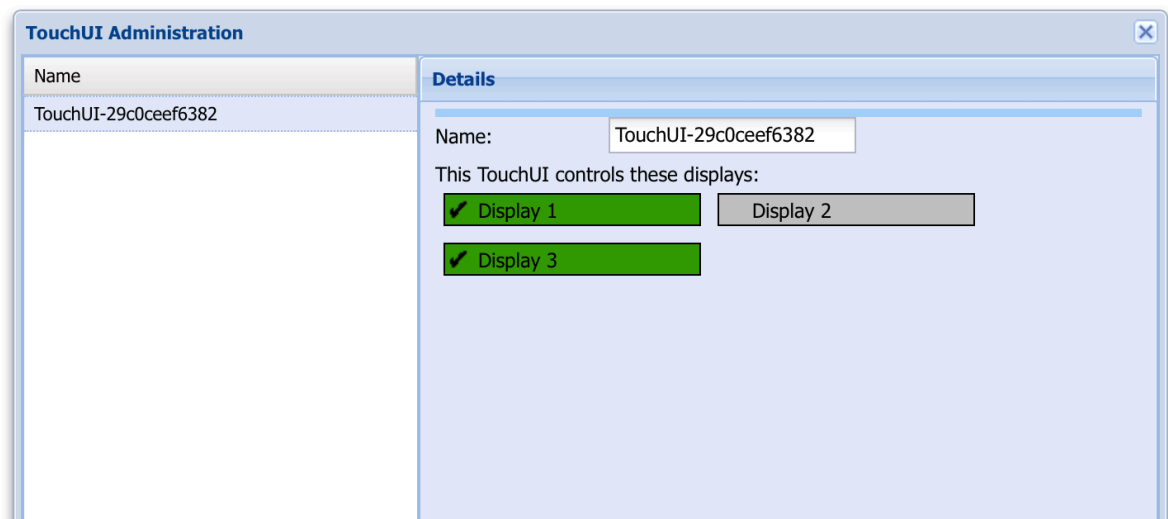 TouchUI Administration
Name
TouchUI-29c0ceef6382
Details
Name: TouchUI-29c0ceef6382
This TouchUI controls these displays:
✔ Display 1 Display 2
✔ Display 3